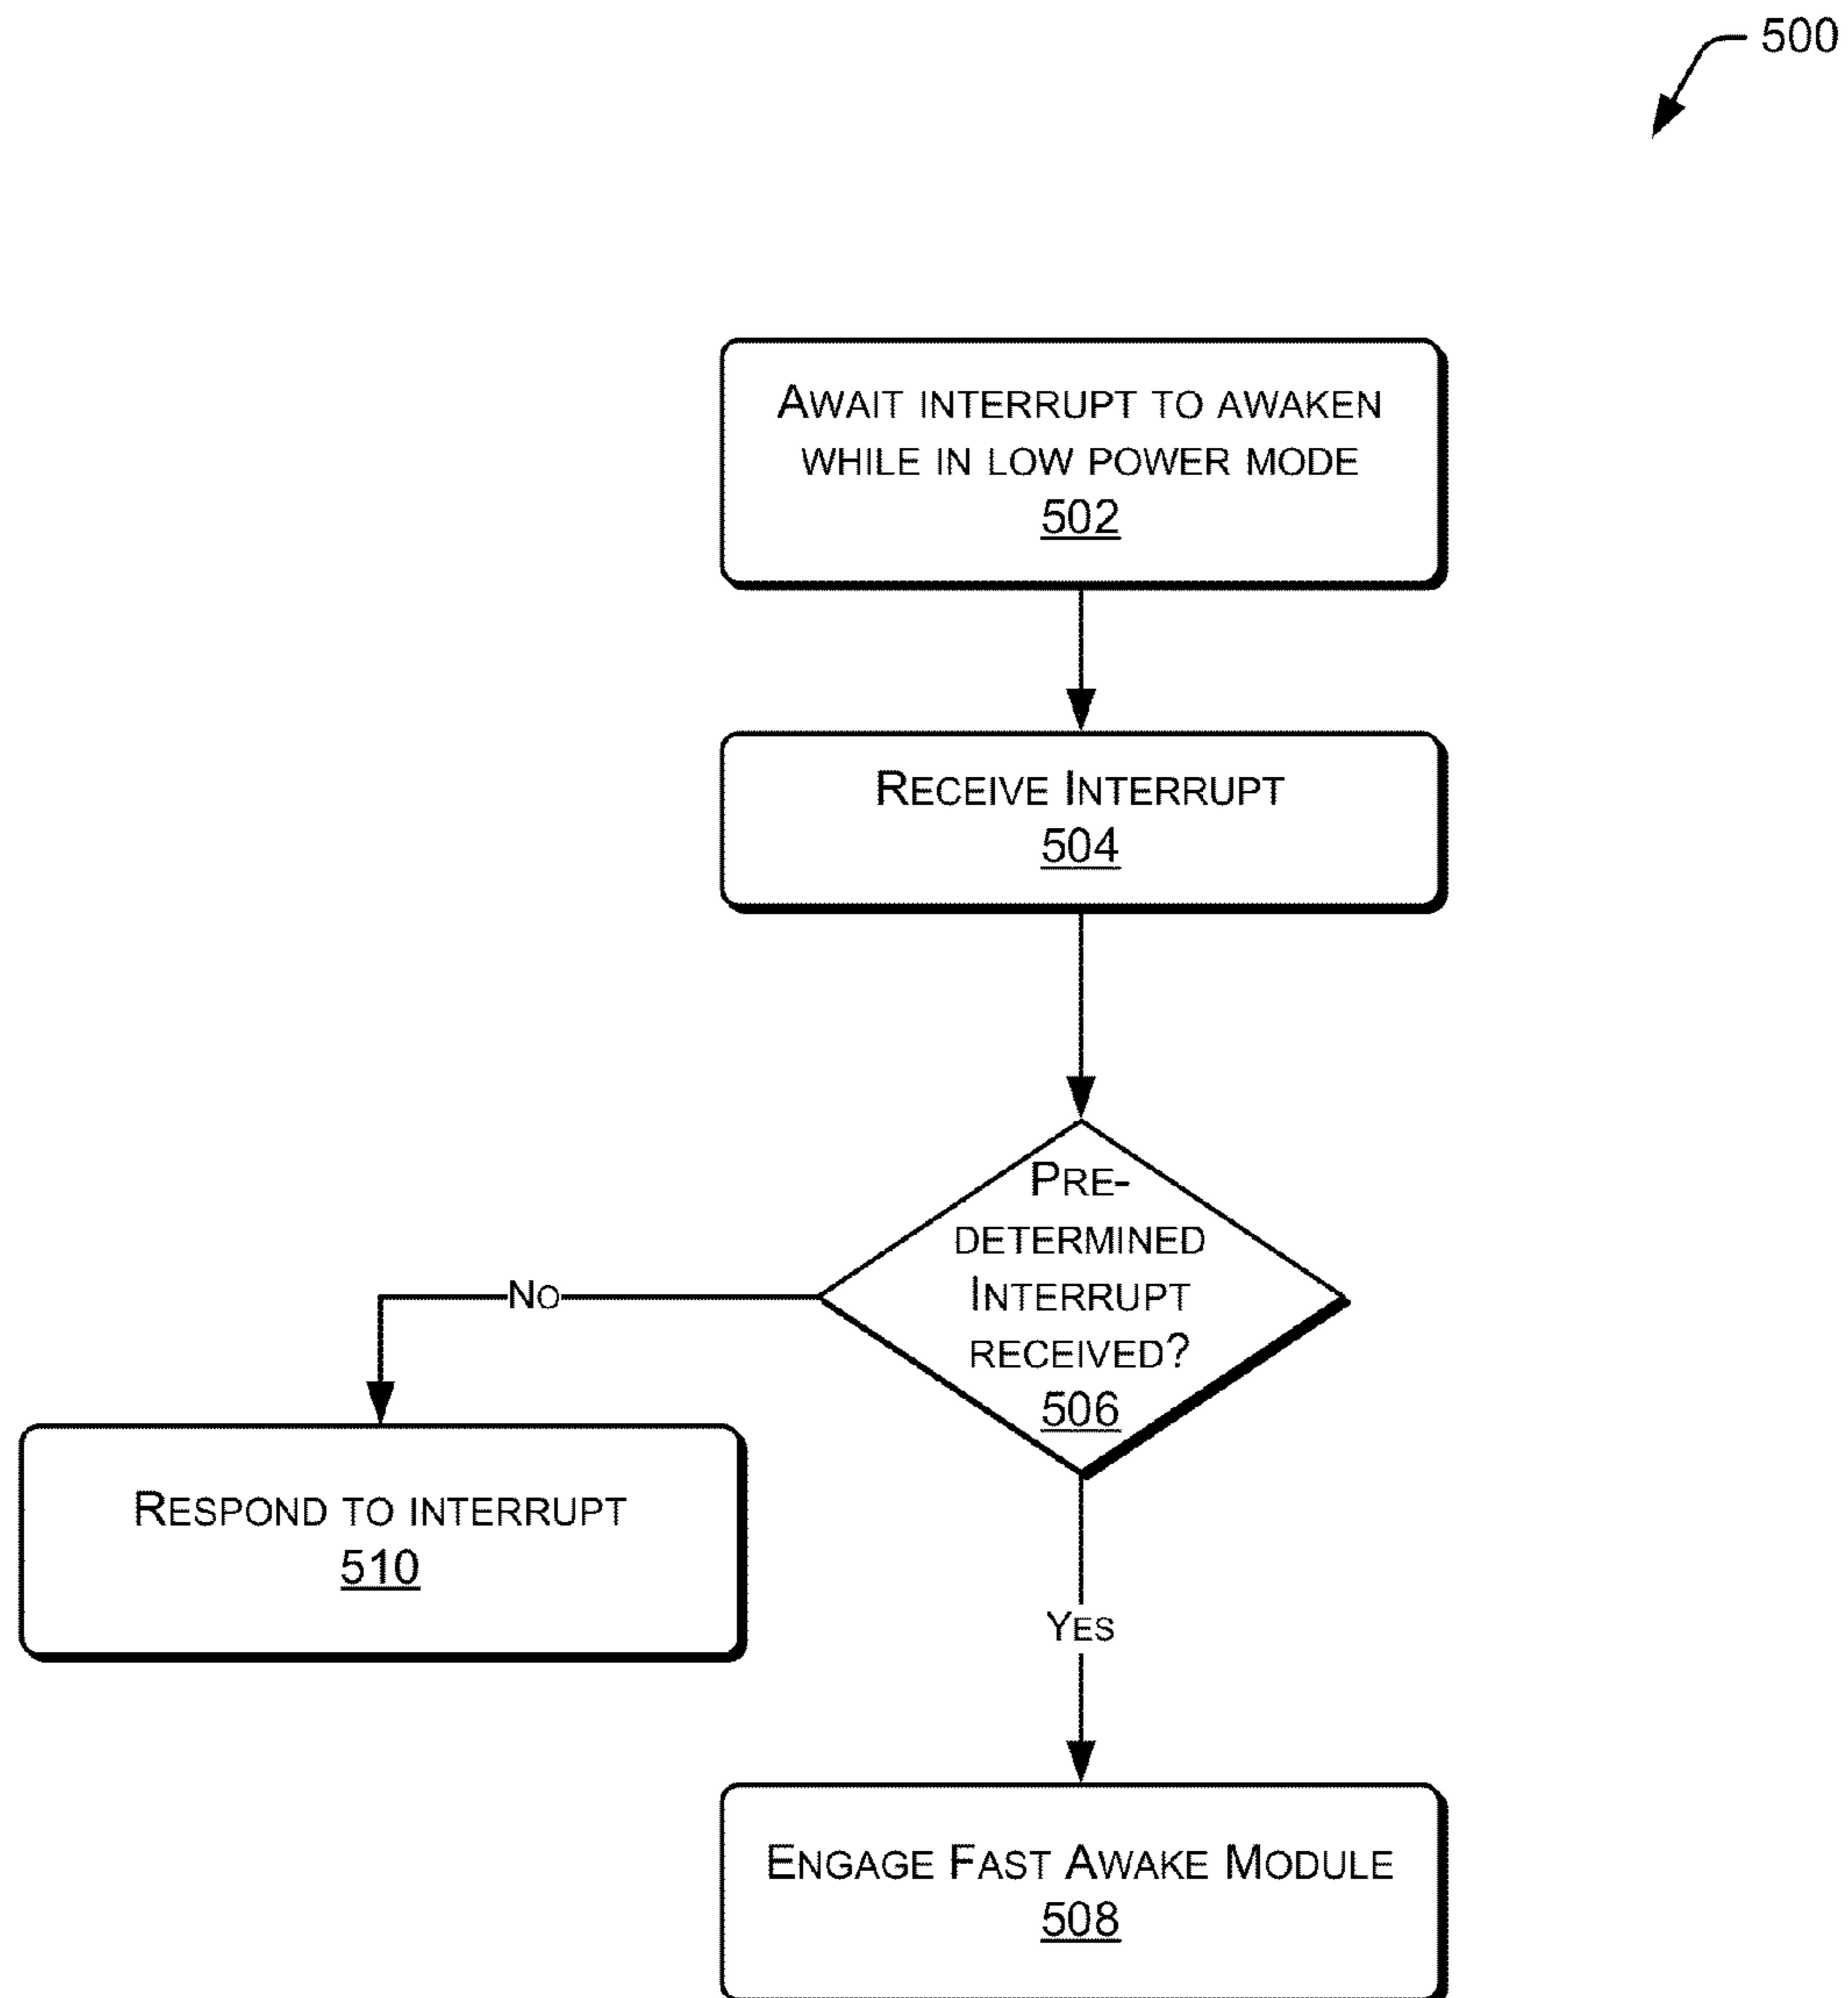 500
AWAIT INTERRUPT TO AWAKEN
WHILE IN LOW POWER MODE
502
RECEIVE INTERRUPT
504
PRE-
DETERMINED
INTERRUPT
RECEIVED?
506
NO
RESPOND TO INTERRUPT
510
YES
ENGAGE FAST AWAKE MODULE
508